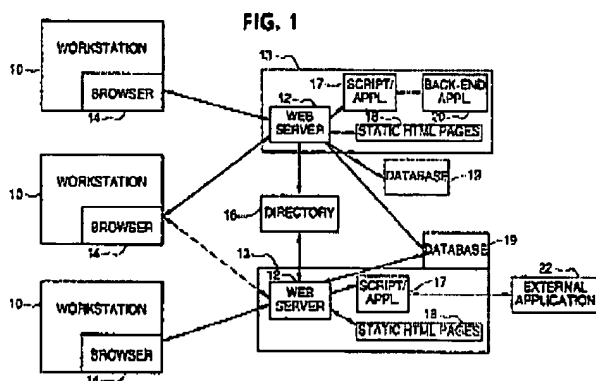 FIG. 1
10
WORKSTATION
BROWSER
14
10
WORKSTATION
BROWSER
14
10
WORKSTATION
BROWSER
14
13
12
WEB SERVER
17
SCRIPT/ APPL.
BACK-END APPL.
20
18
STATIC HTML PAGES
DATABASE
19
16
DIRECTORY
DATABASE
19
13
12
WEB SERVER
SCRIPT/ APPL.
17
18
STATIC HTML PAGES
22
EXTERNAL APPLICATION